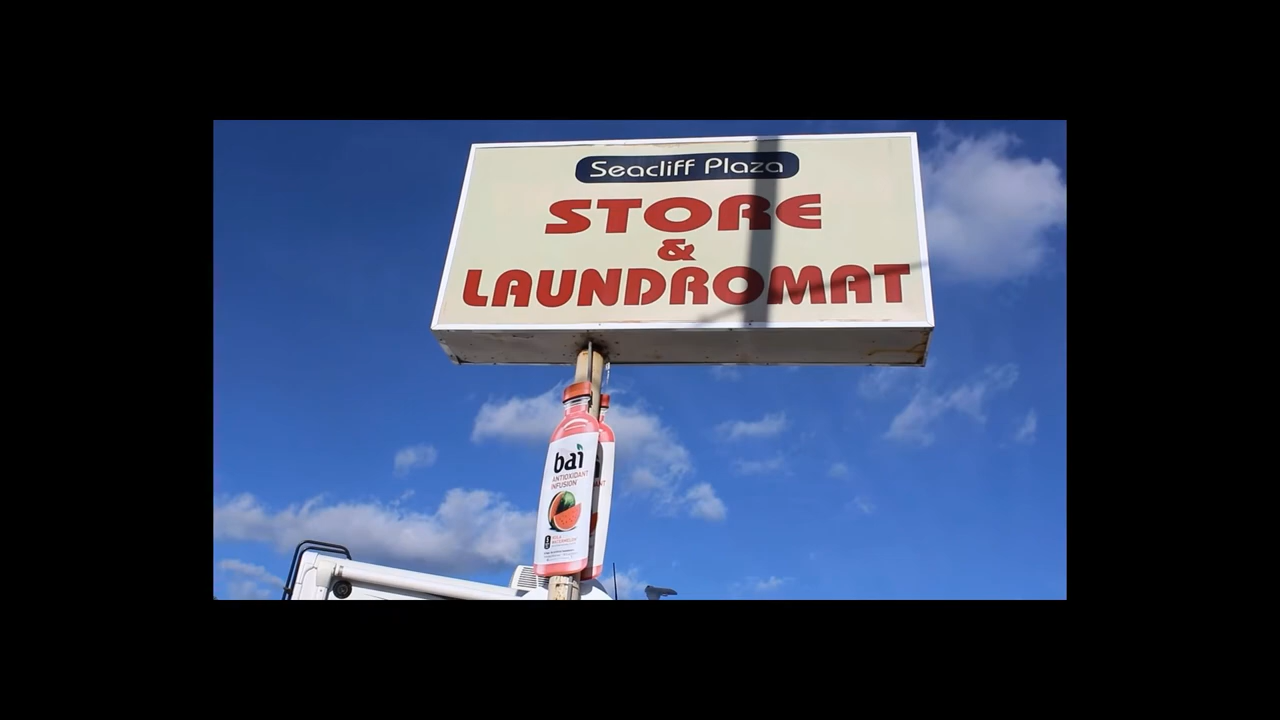 Seacliff Plaza
STORE
&
LAUNDROMAT
bai
ANTIOXIDANT
INFUSION